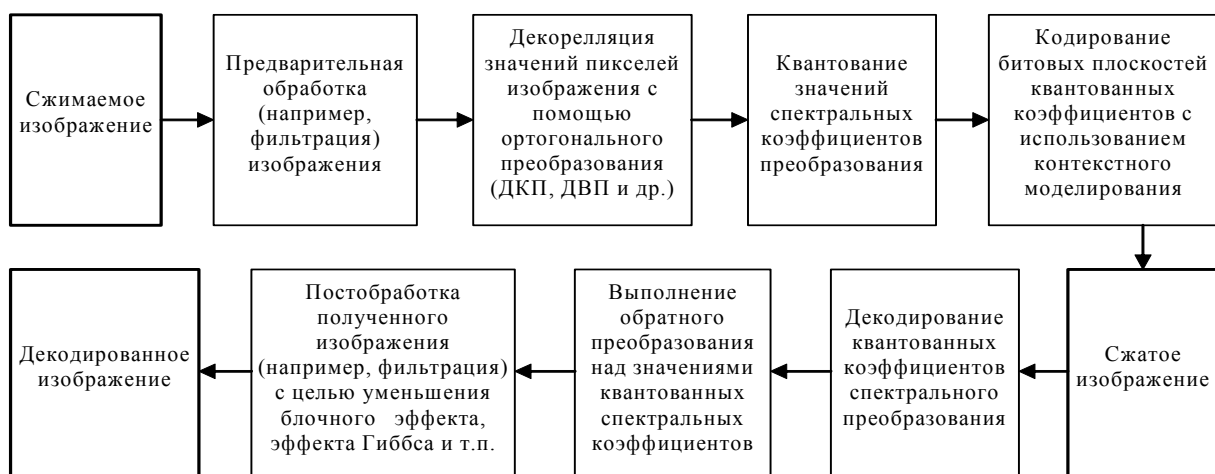 Сжимаемое
изображение
Предварительная
обработка
(например,
фильтрация)
изображения
Декорелляция
значений пикселей
изображения с
помощью
ортогонального
преобразования
(ДКП, ДВП и др.)
Квантование
значений
спектральных
коэффициентов
преобразования
Кодирование
битовых плоскостей
квантованных
коэффициентов с
использованием
контекстного
моделирования
Декодированное
изображение
Постобработка
полученного
изображения
(например, фильтрация)
с целью уменьшения
блочного эффекта,
эффекта Гиббса и т.п.
Выполнение
обратного
преобразования
над значениями
квантованных
спектральных
коэффициентов
Декодирование
квантованных
коэффициентов
спектрального
преобразования
Сжатое
изображение